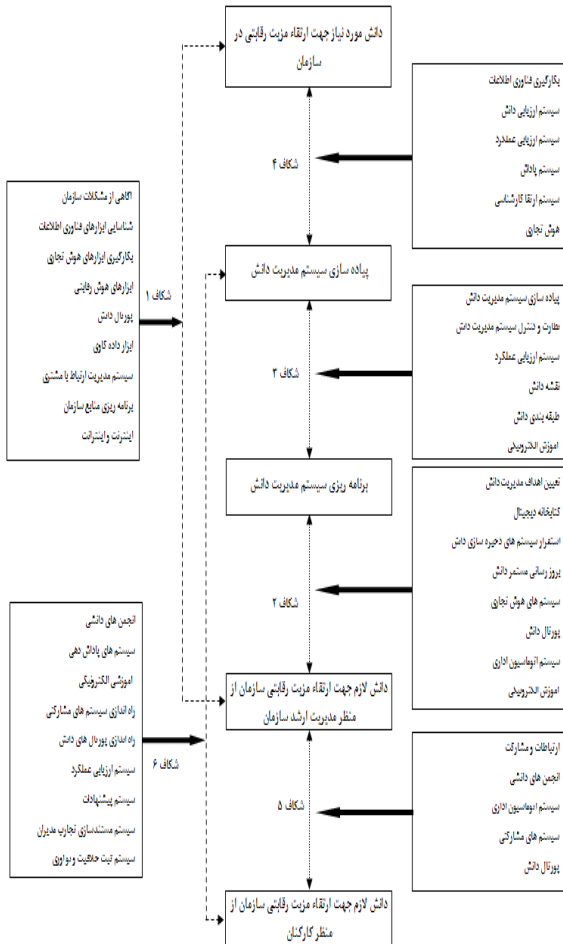 دانش مورد نیاز جهت ارتقاء مزیت رقابتی در
سازمان
بکارگیری فناوری اطلاعات
سیستم ارزیابی دانش
سیستم ارزیابی عملکرد
سیستم پاداش
سیستم ارتقا کارشناسی
هوش تجاری
شکاف ۴
آگاهی از مشکلات سازمان
شناسایی ابزارهای فناوری اطلاعات
بکارگیری ابزارهای هوش تجاری
ابزارهای هوش رقابتی
پورتال دانش
ابزار داده کاوی
سیستم مدیریت ارتباط با مشتری
برنامه ریزی منابع سازمان
اینترنت و اینترانت
شکاف ۱
پیاده سازی سیستم مدیریت دانش
پیاده سازی سیستم مدیریت دانش
نظارت و کنترل سیستم مدیریت دانش
سیستم ارزیابی عملکرد
نقشه دانش
طبقه بندی دانش
آموزش الکترونیکی
شکاف ۳
برنامه ریزی سیستم مدیریت دانش
تعیین اهداف مدیریت دانش
کتابخانه دیجیتال
استقرار سیستم های ذخیره سازی دانش
بروز رسانی مستمر دانش
سیستم های هوش تجاری
پورتال دانش
سیستم اتوماسیون اداری
آموزش الکترونیکی
شکاف ۲
دانش لازم جهت ارتقاء مزیت رقابتی سازمان از
منظر مدیریت ارشد سازمان
انجمن های دانشی
سیستم های پاداش دهی
آموزشی الکترونیکی
راه اندازی سیستم های مشارکتی
راه اندازی پورتال های دانش
سیستم ارزیابی عملکرد
سیستم پیشنهادات
سیستم مستندسازی تجارب مدیران
سیستم ثبت خلاقیت و نوآوری
شکاف ۶
ارتباطات و مشارکت
انجمن های دانشی
سیستم اتوماسیون اداری
سیستم های مشارکتی
پورتال دانش
شکاف ۵
دانش لازم جهت ارتقاء مزیت رقابتی سازمان از
منظر کارکنان